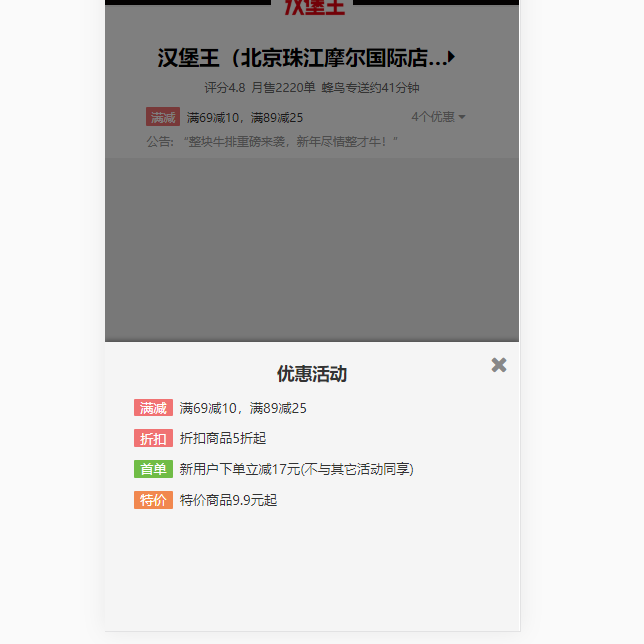 汉堡王
汉堡王（北京珠江摩尔国际店...
评分4.8 月售2220单 蜂鸟专送约41分钟
满减 满69减10，满89减25 4个优惠
公告：“整块牛排重磅来袭，新年尽情整才牛！”
优惠活动
满减 满69减10，满89减25
折扣 折扣商品5折起
首单 新用户下单立减17元(不与其它活动同享)
特价 特价商品9.9元起